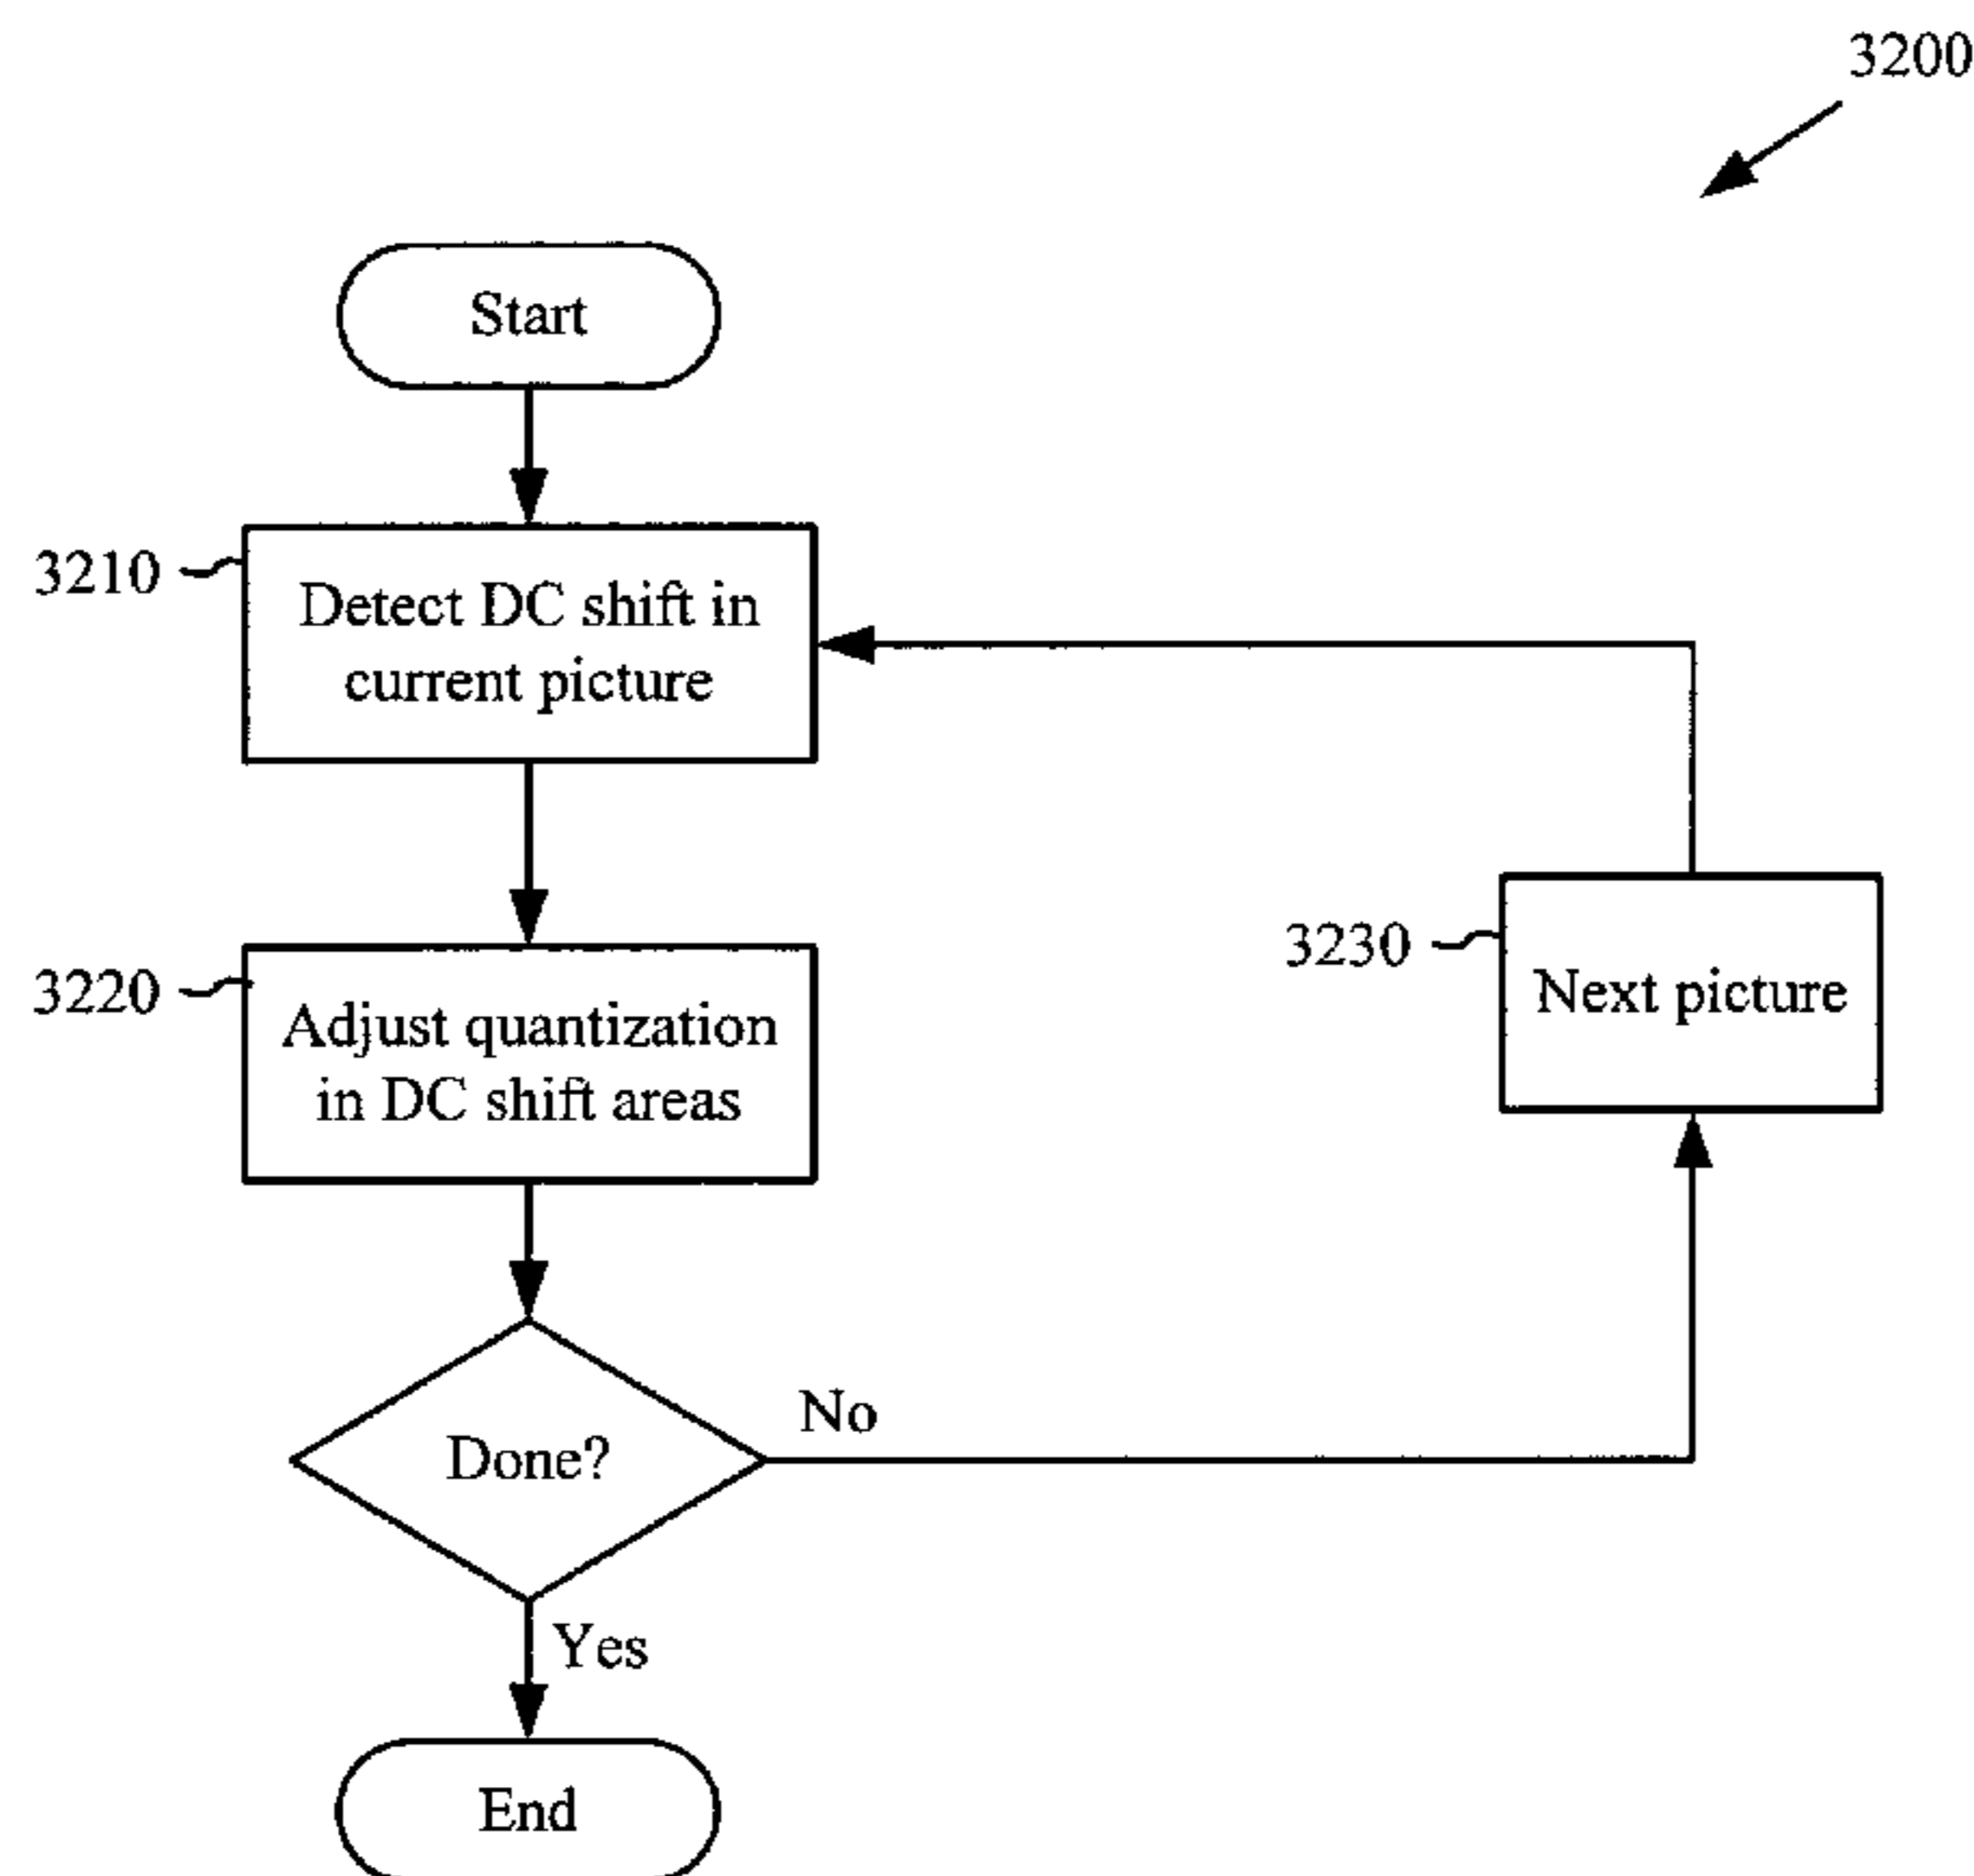 3200
Start
3210
Detect DC shift in
current picture
3220
Adjust quantization
in DC shift areas
3230
Next picture
Done?
No
Yes
End